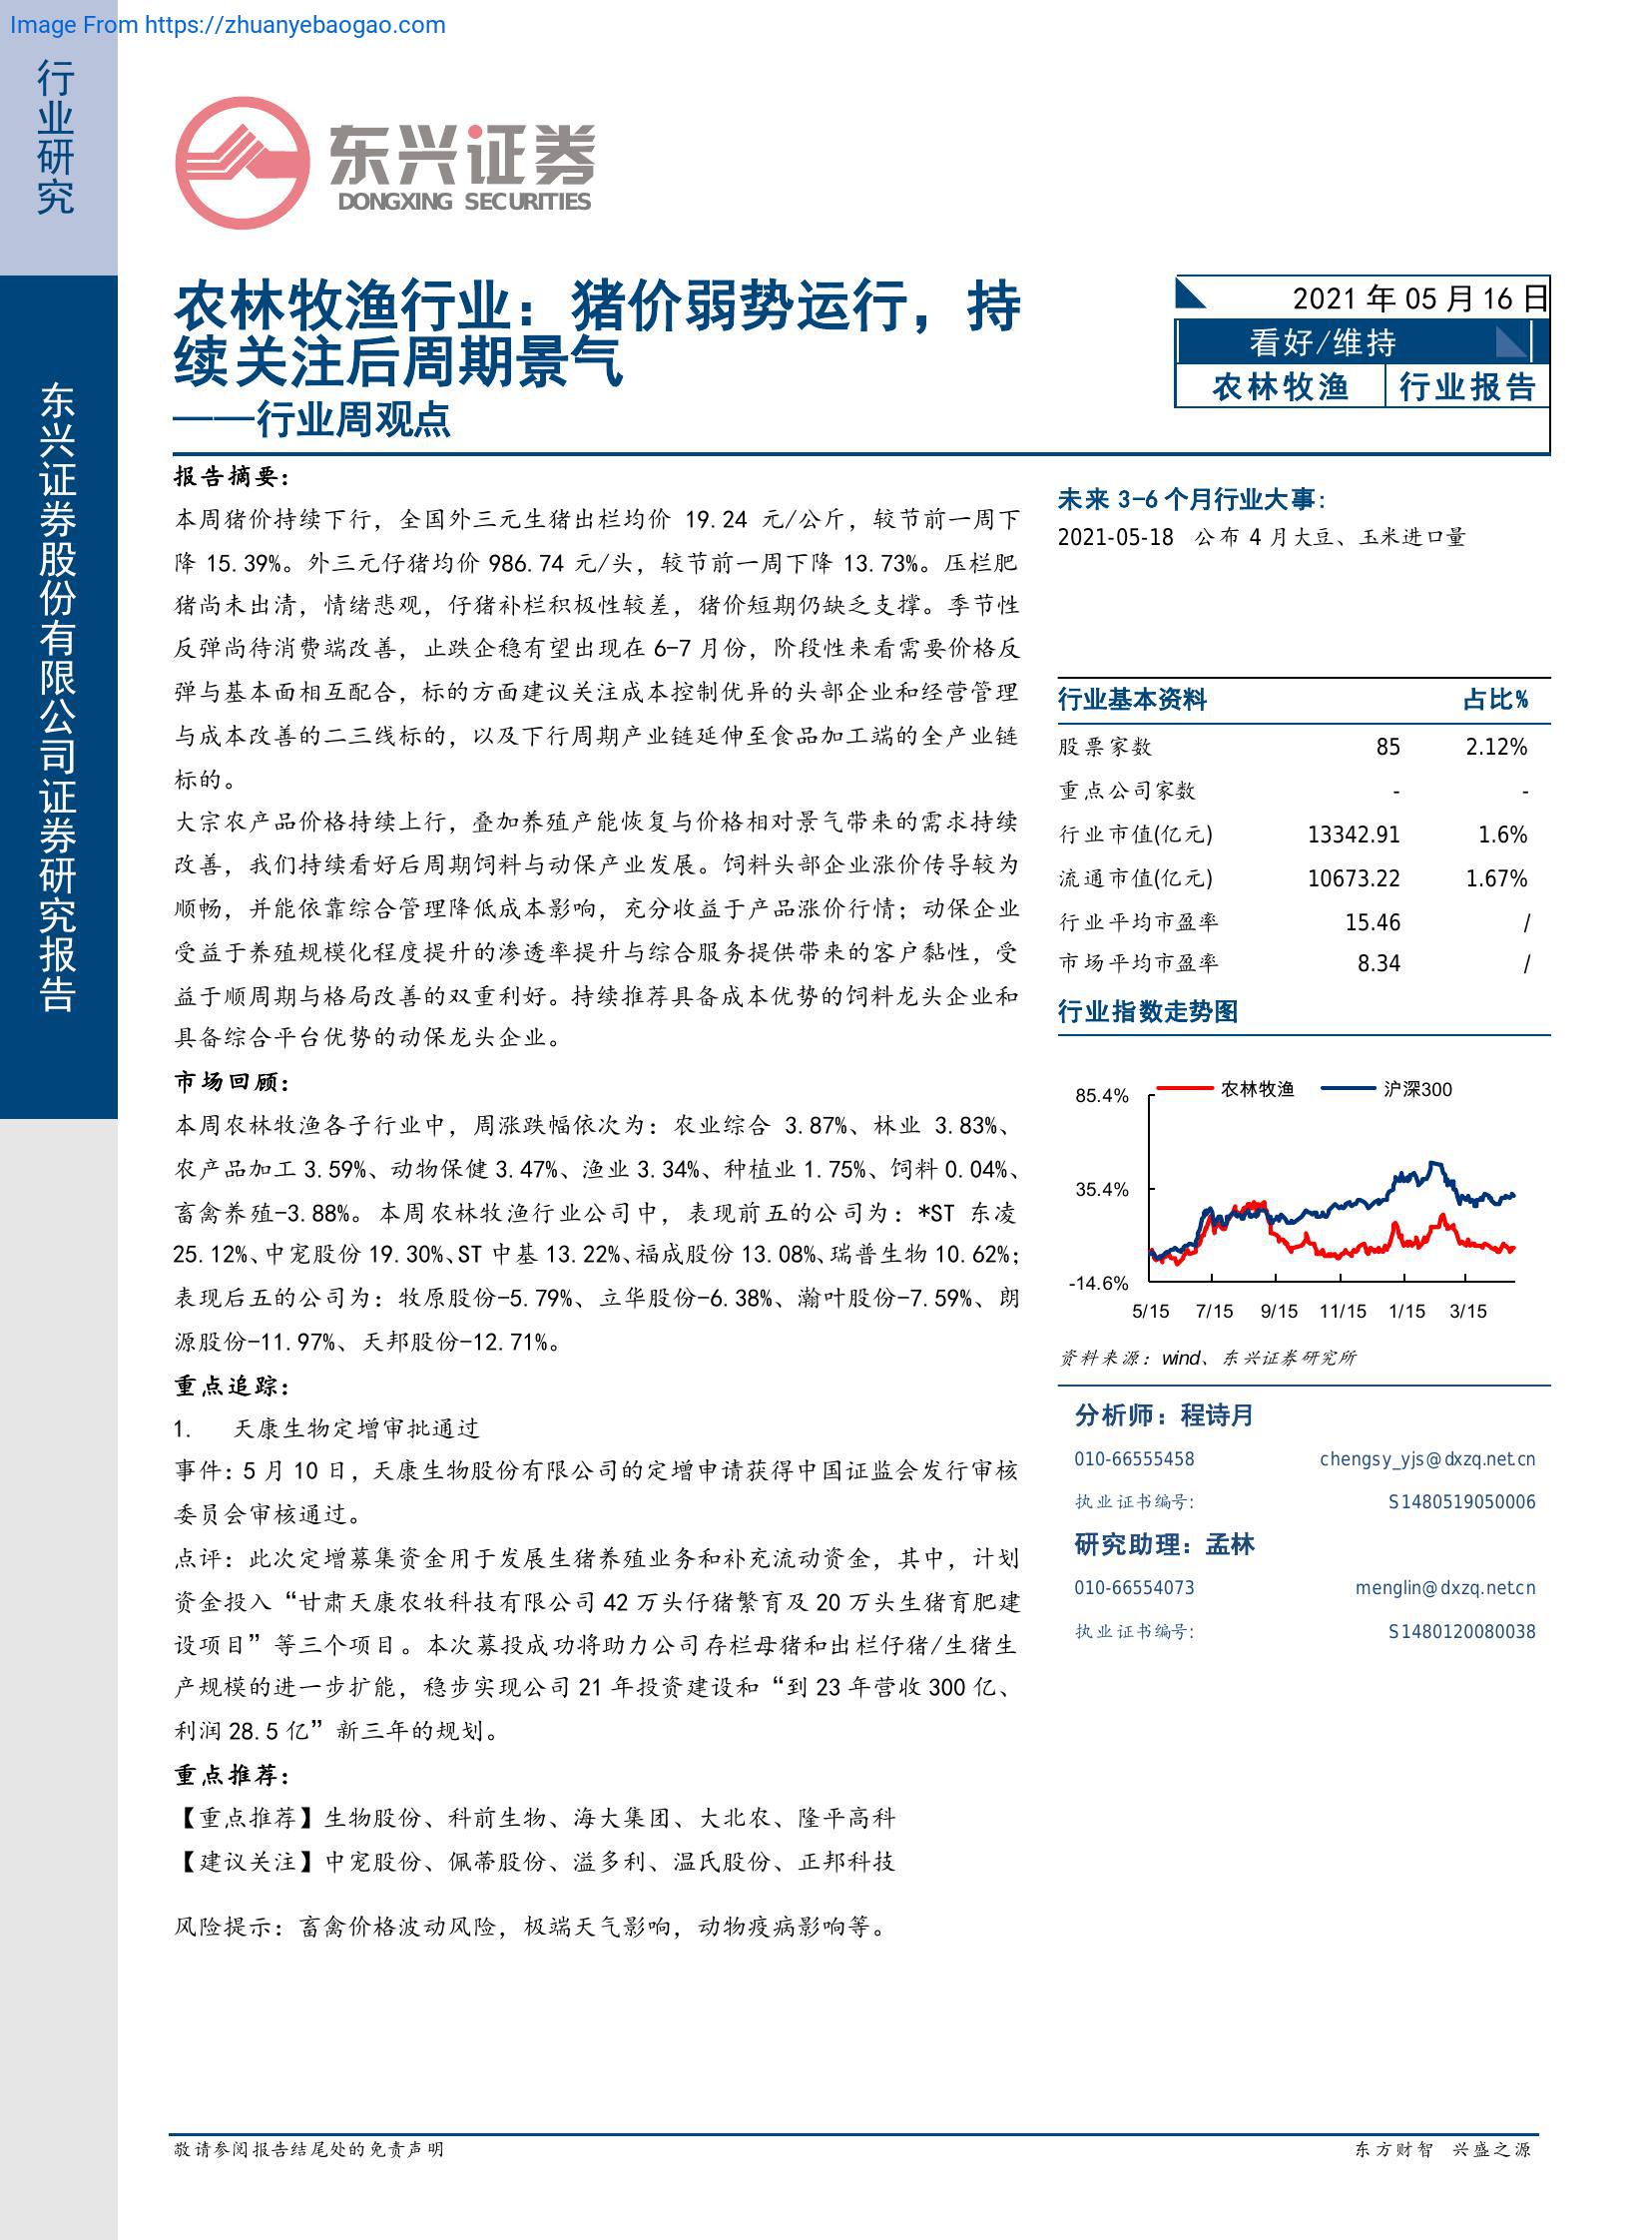 Image From https://zhuanyebaogao.com
行业研究
东兴证券股份有限公司证券研究报告
东兴证券
DONGXING SECURITIES
农林牧渔行业：猪价弱势运行，持
续关注后周期景气
——行业周观点
2021 年 05 月 16 日
看好/维持
农林牧渔 行业报告
报告摘要：
本周猪价持续下行，全国外三元生猪出栏均价 19.24 元/公斤，较节前一周下
降 15.39%。外三元仔猪均价 986.74 元/头，较节前一周下降 13.73%。压栏肥
猪尚未出清，情绪悲观，仔猪补栏积极性较差，猪价短期仍缺乏支撑。季节性
反弹尚待消费端改善，止跌企稳有望出现在 6-7 月份，阶段性来看需要价格反
弹与基本面相互配合，标的方面建议关注成本控制优异的头部企业和经营管理
与成本改善的二三线标的，以及下行周期产业链延伸至食品加工端的全产业链
标的。
大宗农产品价格持续上行，叠加养殖产能恢复与价格相对景气带来的需求持续
改善，我们持续看好后周期饲料与动保产业发展。饲料头部企业涨价传导较为
顺畅，并能依靠综合管理降低成本影响，充分收益于产品涨价行情；动保企业
受益于养殖规模化程度提升的渗透率提升与综合服务提供带来的客户黏性，受
益于顺周期与格局改善的双重利好。持续推荐具备成本优势的饲料龙头企业和
具备综合平台优势的动保龙头企业。
市场回顾：
本周农林牧渔各子行业中，周涨跌幅依次为：农业综合 3.87%、林业 3.83%、
农产品加工 3.59%、动物保健 3.47%、渔业 3.34%、种植业 1.75%、饲料 0.04%、
畜禽养殖-3.88%。本周农林牧渔行业公司中，表现前五的公司为：*ST 东凌
25.12%、中宠股份 19.30%、ST 中基 13.22%、福成股份 13.08%、瑞普生物 10.62%；
表现后五的公司为：牧原股份-5.79%、立华股份-6.38%、瀚叶股份-7.59%、朗
源股份-11.97%、天邦股份-12.71%。
重点追踪：
1. 天康生物定增审批通过
事件：5 月 10 日，天康生物股份有限公司的定增申请获得中国证监会发行审核
委员会审核通过。
点评：此次定增募集资金用于发展生猪养殖业务和补充流动资金，其中，计划
资金投入“甘肃天康农牧科技有限公司 42 万头仔猪繁育及 20 万头生猪育肥建
设项目”等三个项目。本次募投成功将助力公司存栏母猪和出栏仔猪/生猪生
产规模的进一步扩能，稳步实现公司 21 年投资建设和“到 23 年营收 300 亿、
利润 28.5 亿”新三年的规划。
重点推荐：
【重点推荐】生物股份、科前生物、海大集团、大北农、隆平高科
【建议关注】中宠股份、佩蒂股份、溢多利、温氏股份、正邦科技
风险提示：畜禽价格波动风险，极端天气影响，动物疫病影响等。
未来 3-6 个月行业大事：
2021-05-18 公布 4 月大豆、玉米进口量
行业基本资料 占比%
股票家数 85 2.12%
重点公司家数 - -
行业市值(亿元) 13342.91 1.6%
流通市值(亿元) 10673.22 1.67%
行业平均市盈率 15.46 /
市场平均市盈率 8.34 /
行业指数走势图
农林牧渔 沪深300
85.4%
35.4%
-14.6%
5/15 7/15 9/15 11/15 1/15 3/15
资料来源：wind、东兴证券研究所
分析师：程诗月
010-66555458 chengsy_yjs@dxzq.net.cn
执业证书编号: S1480519050006
研究助理：孟林
010-66554073 menglin@dxzq.net.cn
执业证书编号: S1480120080038
敬请参阅报告结尾处的免责声明 东方财智 兴盛之源